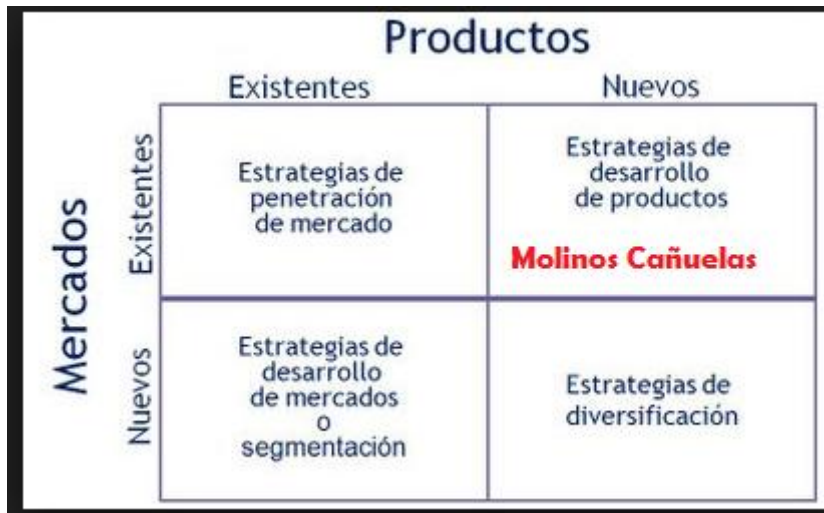 Productos
Existentes
Nuevos
Mercados
Existentes
Estrategias de
penetración
de mercado
Estrategias de
desarrollo
de productos
Molinos Cañuelas
Nuevos
Estrategias de
desarrollo
de mercados
o
segmentación
Estrategias de
diversificación